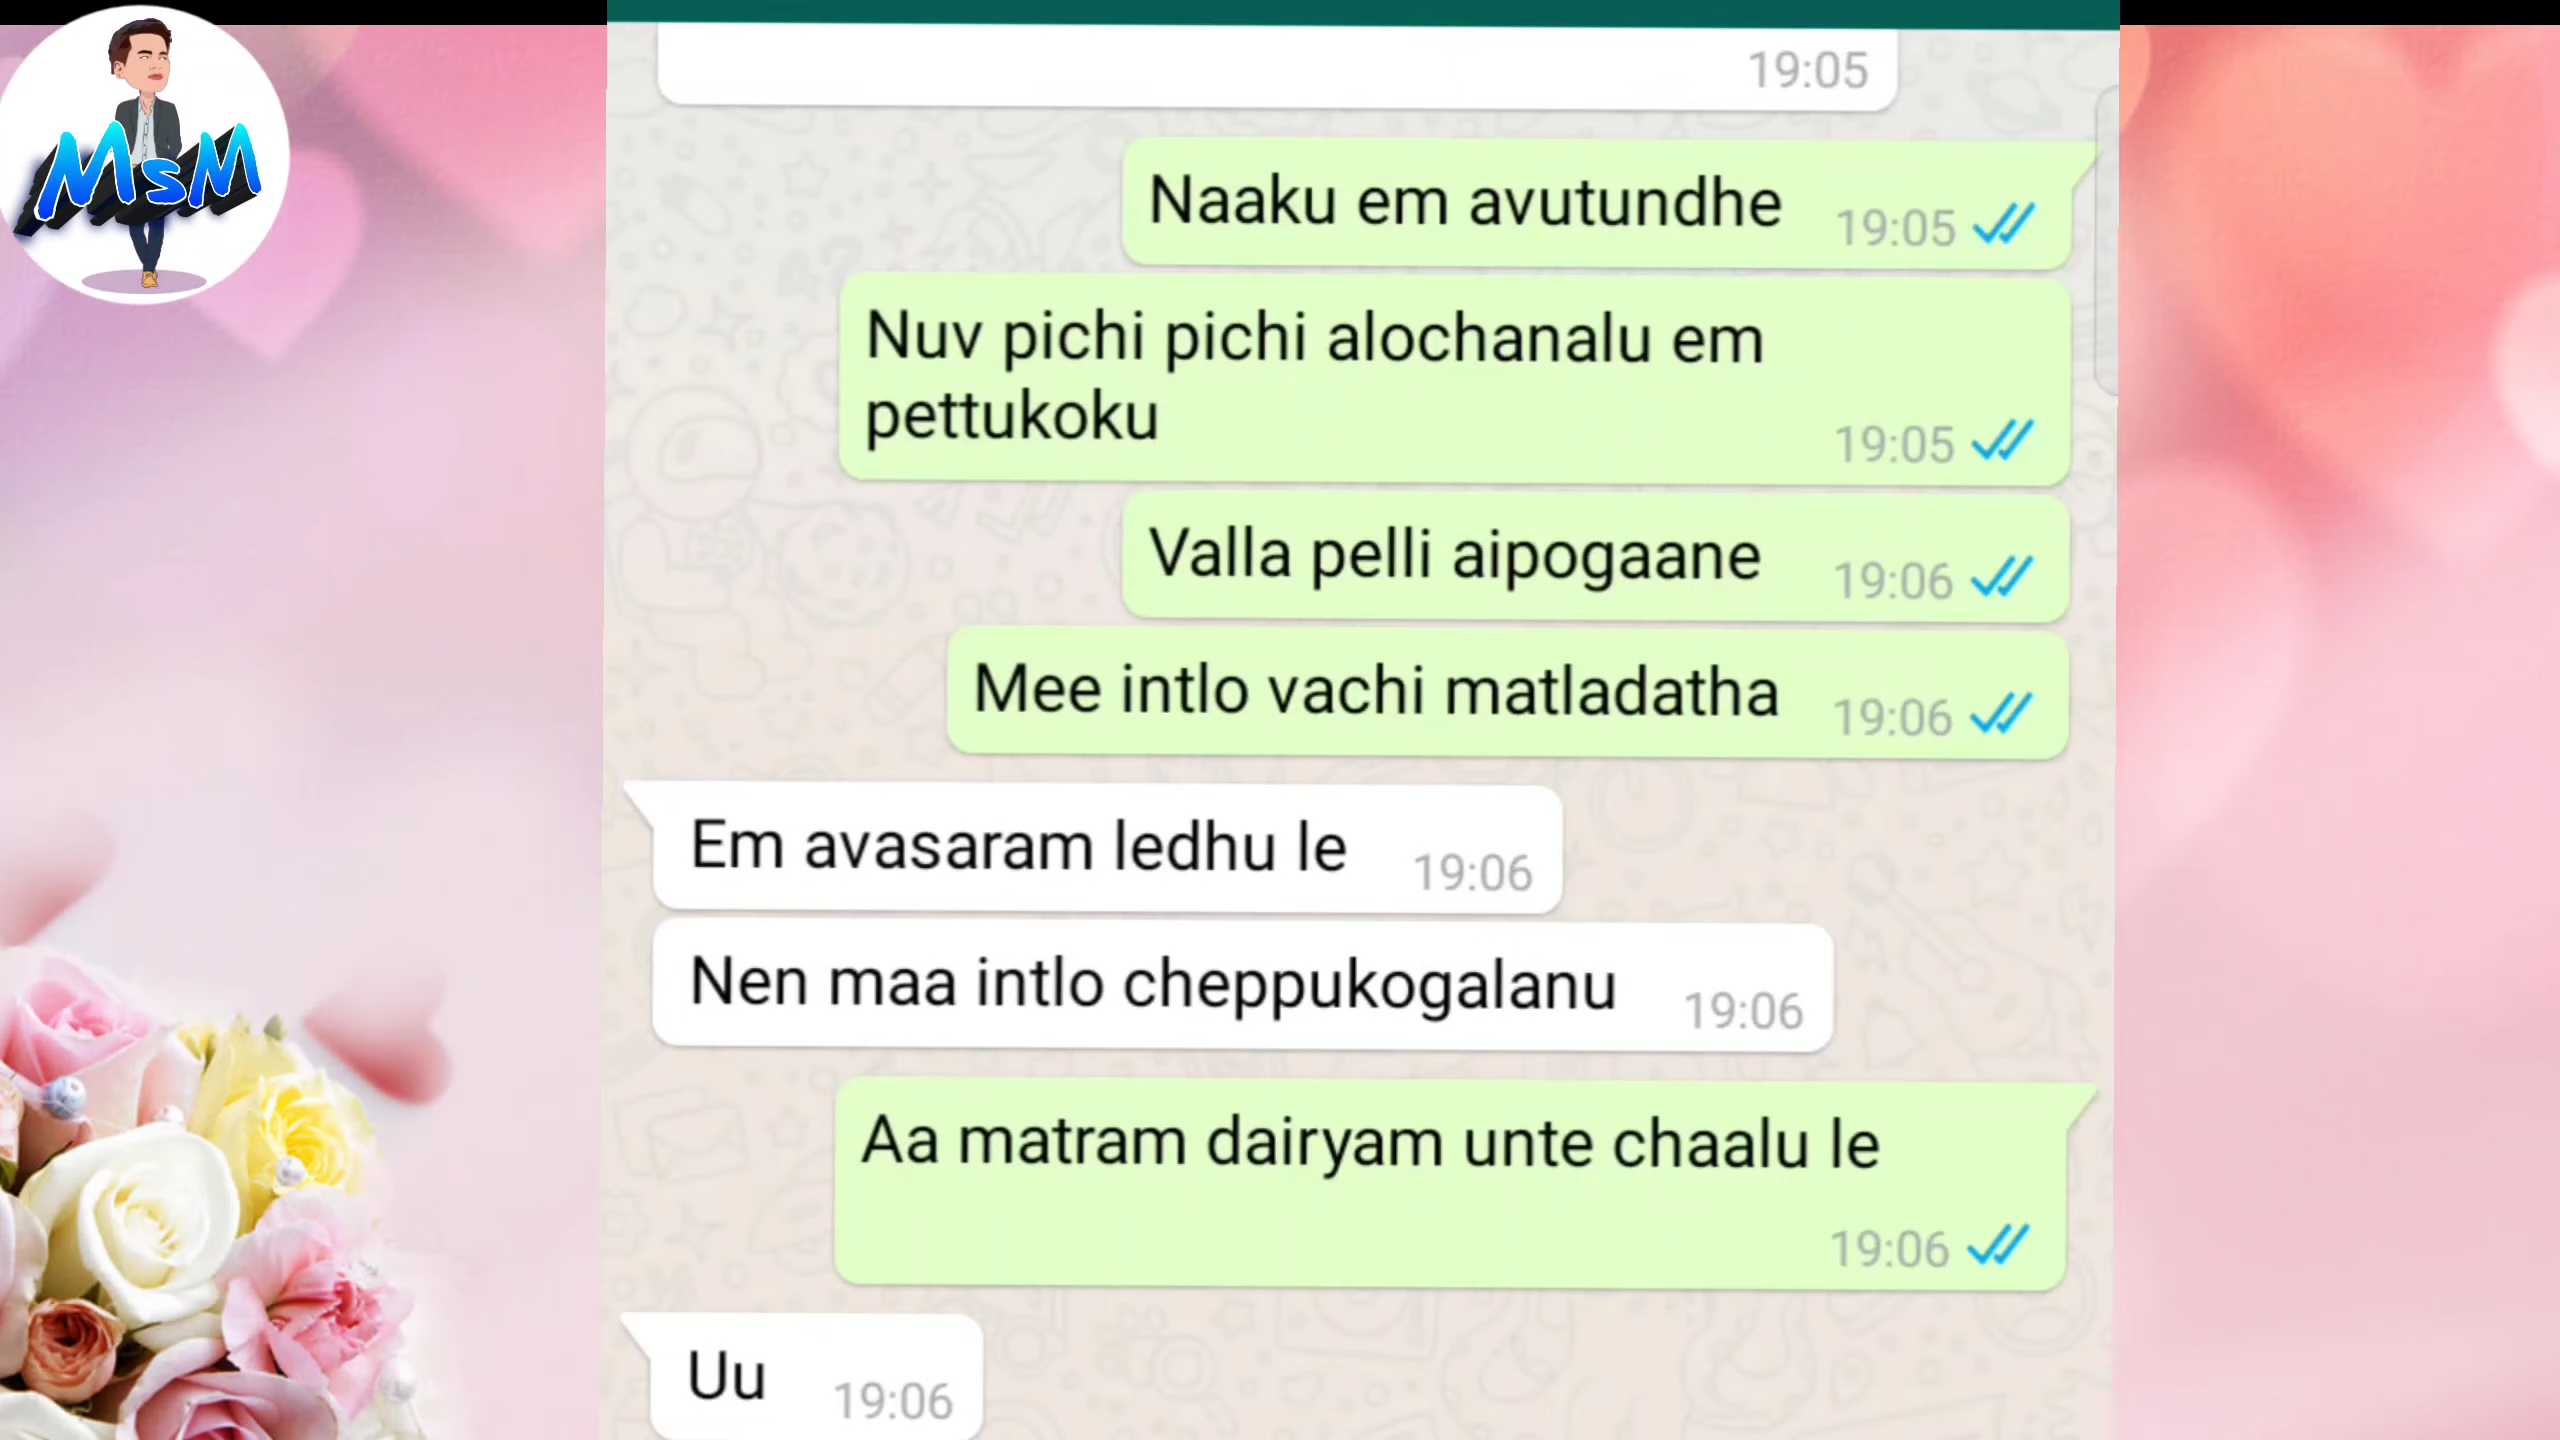 MsM
19:05
Naaku em avutundhe 19:05
Nuv pichi pichi alochanalu em
pettukoku 19:05
Valla pelli aipogaane 19:06
Mee intlo vachi matladatha 19:06
Em avasaram ledhu le 19:06
Nen maa intlo cheppukogalanu 19:06
Aa matram dairyam unte chaalu le
19:06
Uu 19:06